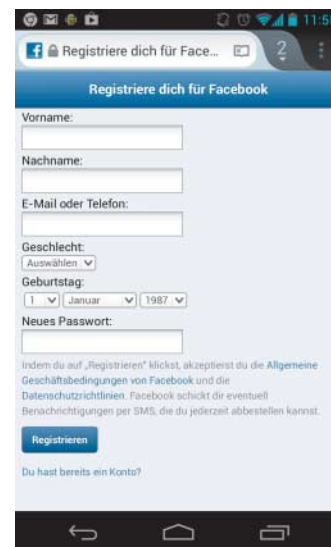 11:5
Registriere dich für Face...
2
Registriere dich für Facebook
Vorname:
Nachname:
E-Mail oder Telefon:
Geschlecht:
Auswählen
Geburtstag:
1 Januar 1987
Neues Passwort:
Indem du auf „Registrieren" klickst, akzeptierst du die Allgemeine
Geschäftsbedingungen von Facebook und die
Datenschutzrichtlinien. Facebook schickt dir eventuell
Benachrichtigungen per SMS, die du jederzeit abbestellen kannst.
Registrieren
Du hast bereits ein Konto?